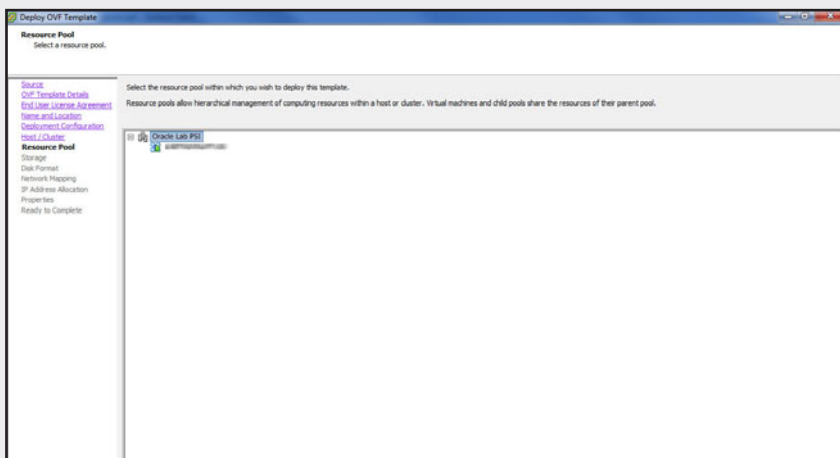 Deploy OVF Template
Resource Pool
Select a resource pool.
Source
OVF Template Details
End User License Agreement
Name and Location
Deployment Configuration
Host / Cluster
Resource Pool
Storage
Disk Format
Network Mapping
IP Address Allocation
Properties
Ready to Complete
Select the resource pool within which you wish to deploy this template.
Resource pools allow hierarchical management of computing resources within a host or cluster. Virtual machines and child pools share the resources of their parent pool.
Oracle Lab PSI